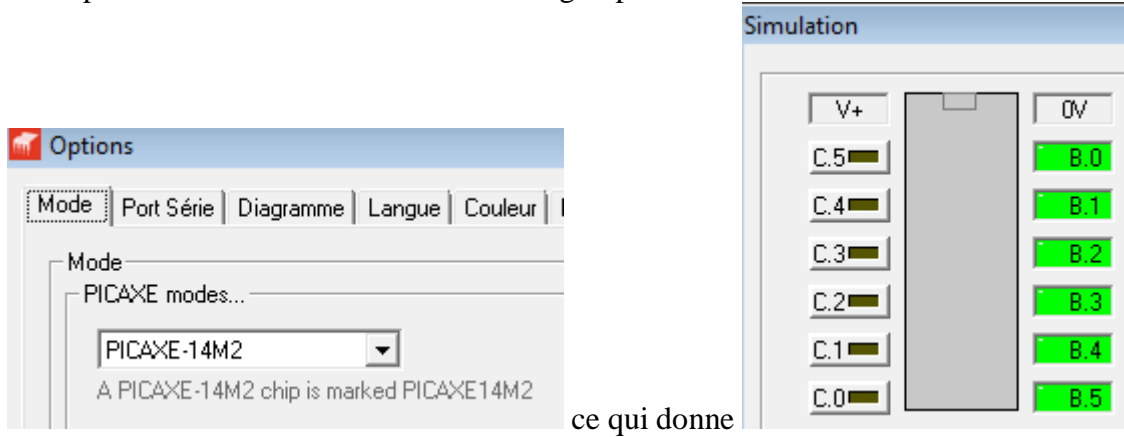 Options
Mode Port Série Diagramme Langue Couleur
Mode
PICAXE modes...
PICAXE-14M2
A PICAXE-14M2 chip is marked PICAXE14M2
ce qui donne
Simulation
V+ 0V
C.5 B.0
C.4 B.1
C.3 B.2
C.2 B.3
C.1 B.4
C.0 B.5